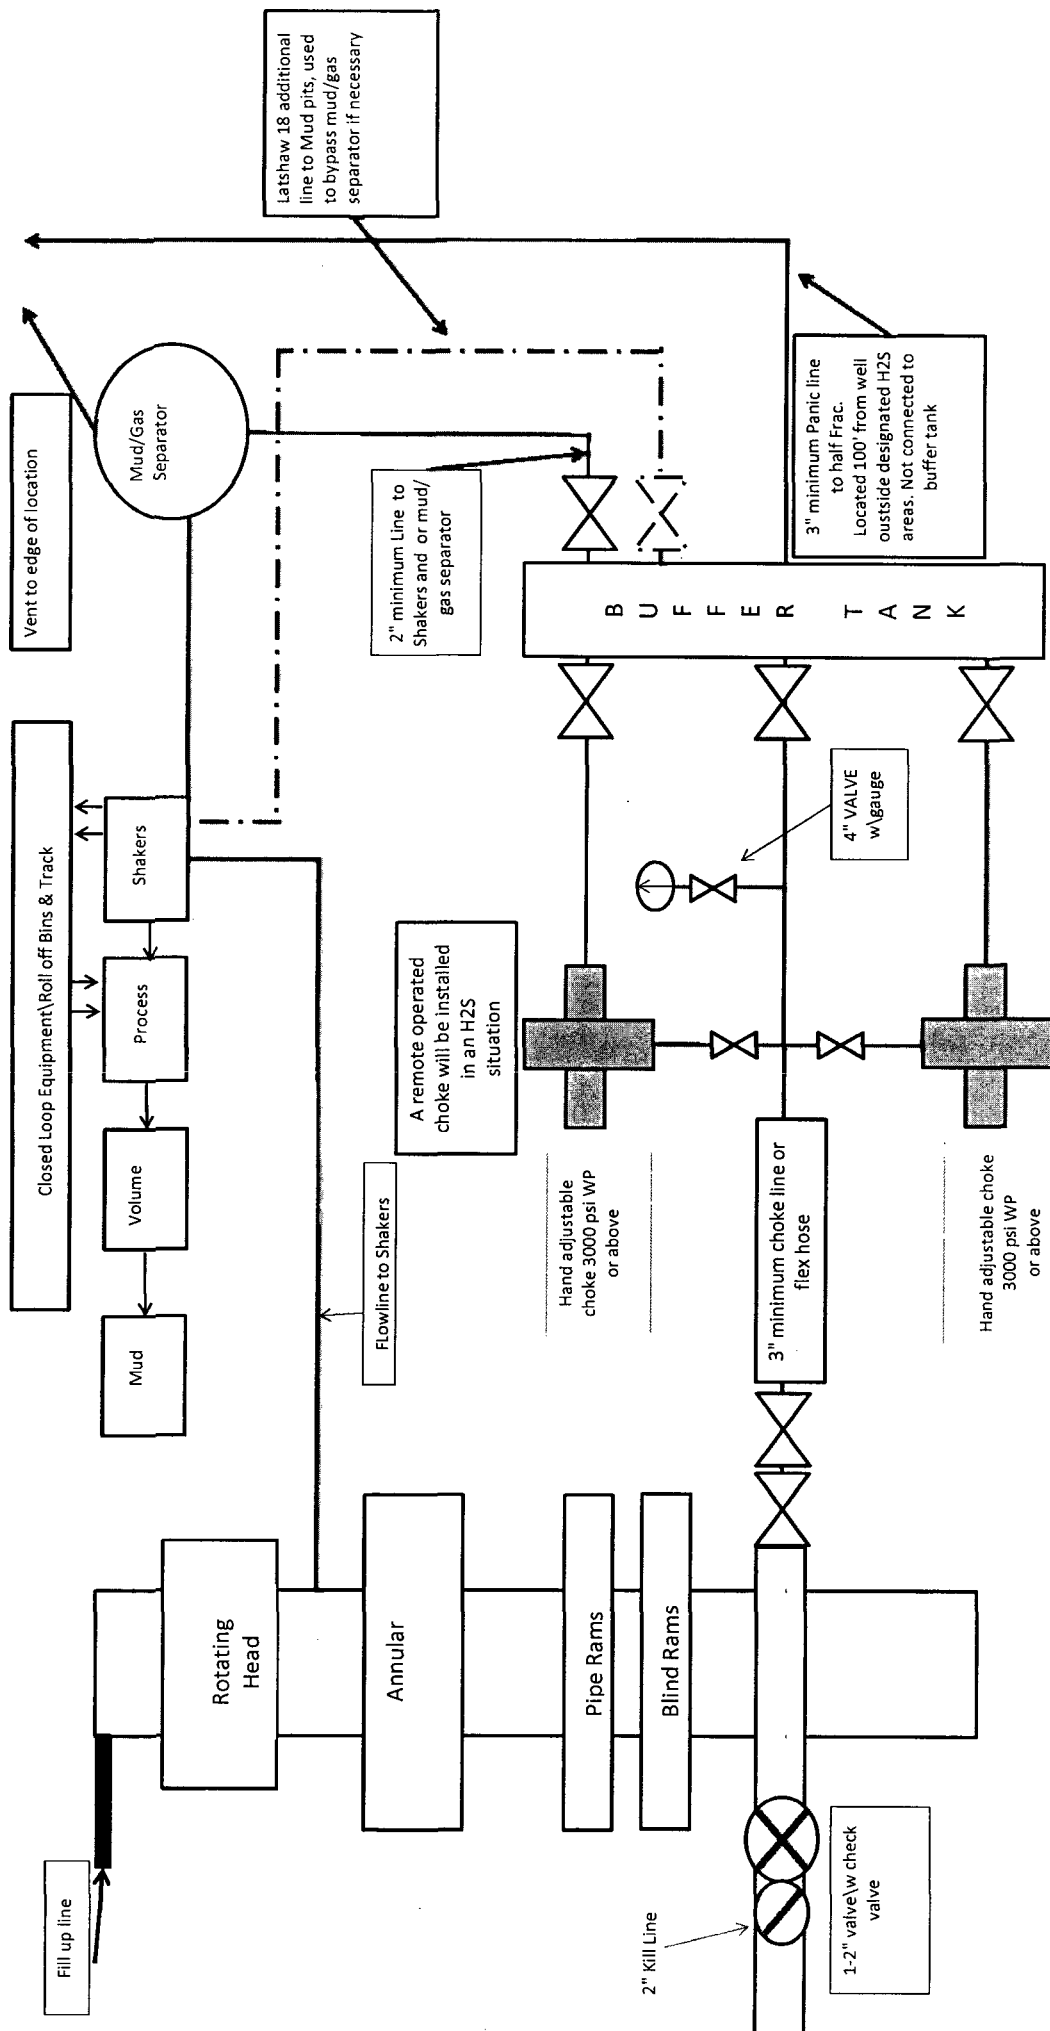 Fill up line
Rotating
Head
Annular
Pipe Rams
Blind Rams
2" Kill Line
1-2" valve\w check
valve
Closed Loop Equipment\Roll off Bins & Track
Mud
Volume
Process
Shakers
FLowline to Shakers
Vent to edge of location
Mud/Gas
Separator
Latshaw 18 additional
line to Mud pits, used
to bypass mud/gas
separator if necessary
2" minimum Line to
Shakers and or mud/
gas separator
A remote operated
choke will be installed
in an H2S
situation
Hand adjustable
choke 3000 psi WP
or above
3" minimum choke line or
flex hose
4" VALVE
w\gauge
Hand adjustable choke
3000 psi WP
or above
BUFFER TANK
3" minimum Panic line
to half Frac.
Located 100' from well
oustside designated H2S
areas. Not connected to
buffer tank